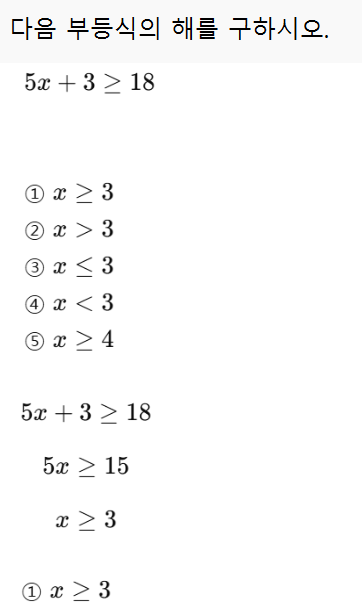 다음 부등식의 해를 구하시오.
5x + 3 ≥ 18
① x ≥ 3
② x > 3
③ x ≤ 3
④ x < 3
⑤ x ≥ 4
5x + 3 ≥ 18
5x ≥ 15
x ≥ 3
① x ≥ 3